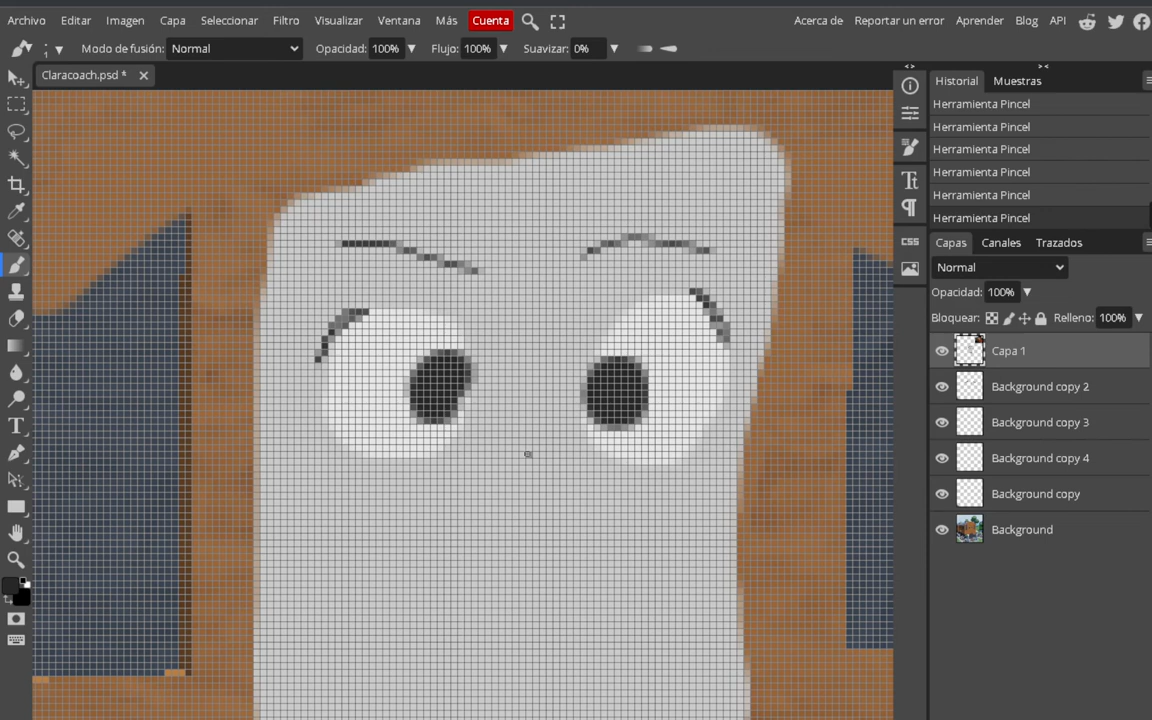 Archivo Editar Imagen Capa Seleccionar Filtro Visualizar Ventana Más Cuenta Acerca de Reportar un error Aprender Blog API
1 Modo de fusión: Normal Opacidad: 100% Flujo: 100% Suavizar: 0%
Claracoach.psd *
Historial Muestras
Herramienta Pincel
Herramienta Pincel
Herramienta Pincel
Herramienta Pincel
Herramienta Pincel
Herramienta Pincel
CSS
Capas Canales Trazados
Normal
Opacidad: 100%
Bloquear: Relleno: 100%
Capa 1
Background copy 2
Background copy 3
Background copy 4
Background copy
Background